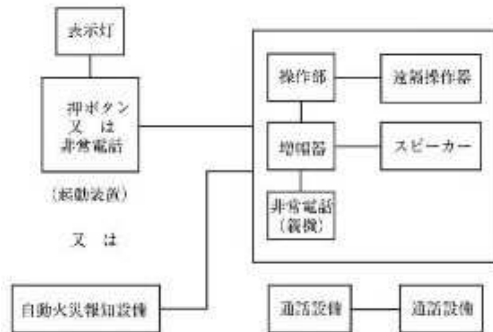 表示灯
押ボタン
又 は
非常電話
(起動装置)
又 は
自動火災報知設備
操作部
遠隔操作器
増幅器
スピーカー
非常電話
(親機)
通話設備
通話設備